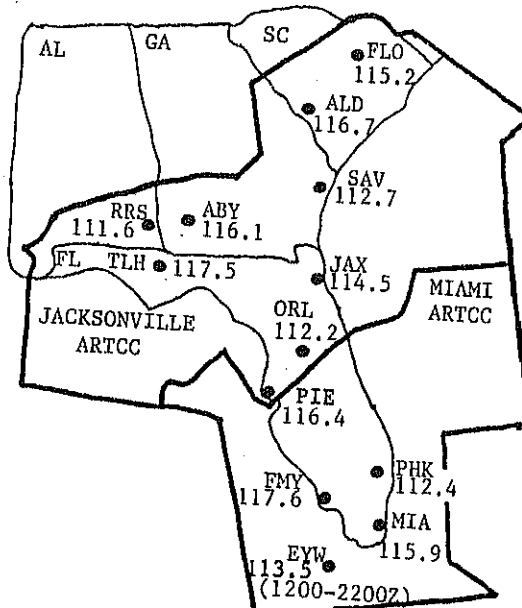 AL
GA
SC
FLO
115.2
ALD
116.7
SAV
112.7
RRS
111.6
ABY
116.1
FL
TLH
117.5
JAX
114.5
MIAMI
ARTCC
JACKSONVILLE
ARTCC
ORL
112.2
PIE
116.4
PHK
112.4
FMY
117.6
MIA
115.9
EYW
113.5
(1200-2200Z)